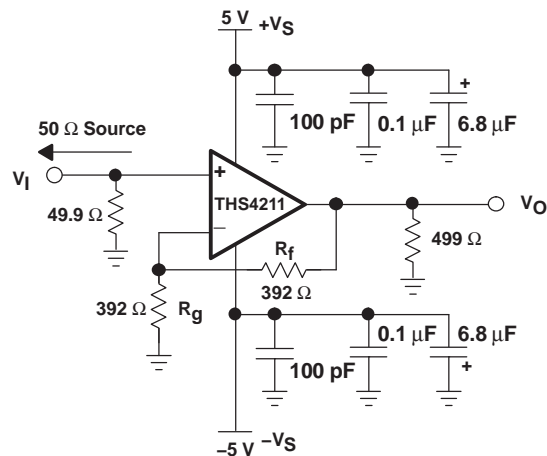 5 V +VS
+
100 pF 0.1 µF 6.8 µF
50 Ω Source
VI
+
THS4211
−
VO
49.9 Ω
499 Ω
Rf
392 Ω
392 Ω Rg
0.1 µF 6.8 µF
100 pF
+
−5 V −VS